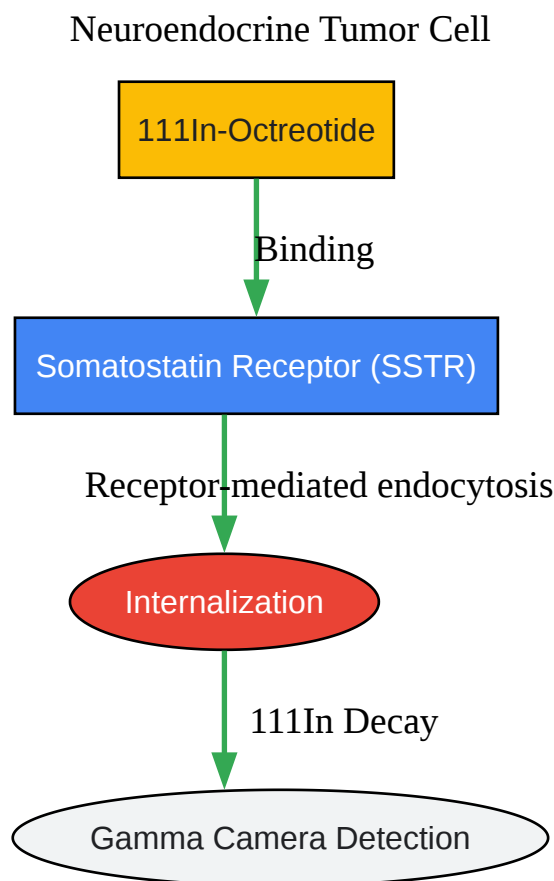 Neuroendocrine Tumor Cell
111In-Octreotide
Binding
Somatostatin Receptor (SSTR)
Receptor-mediated endocytosis
Internalization
111In Decay
Gamma Camera Detection